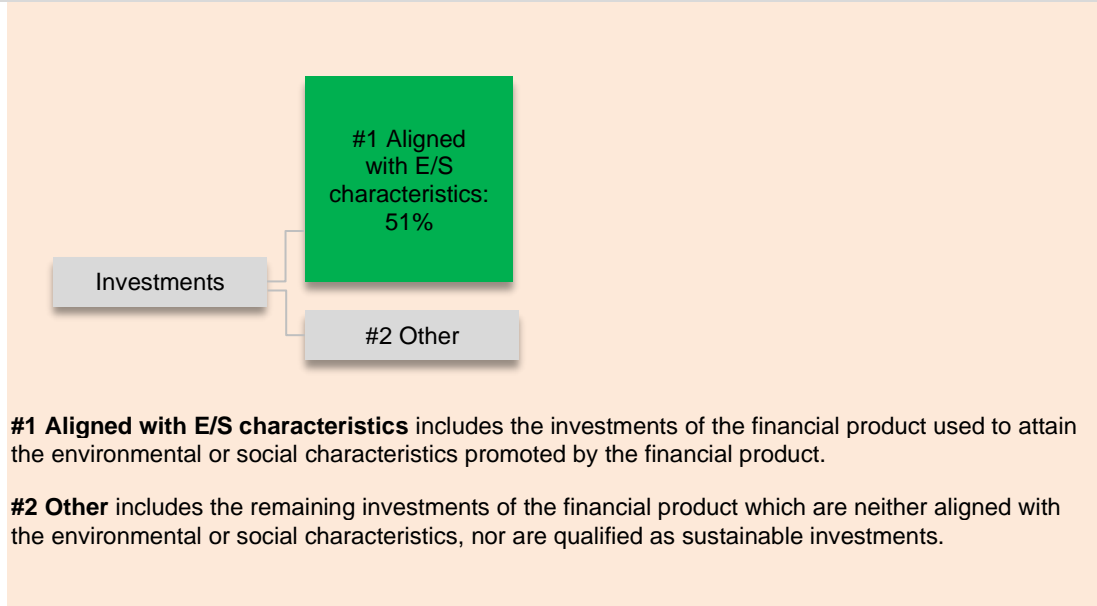 #1 Aligned
with E/S
characteristics:
51%
Investments
#2 Other
#1 Aligned with E/S characteristics includes the investments of the financial product used to attain
the environmental or social characteristics promoted by the financial product.
#2 Other includes the remaining investments of the financial product which are neither aligned with
the environmental or social characteristics, nor are qualified as sustainable investments.